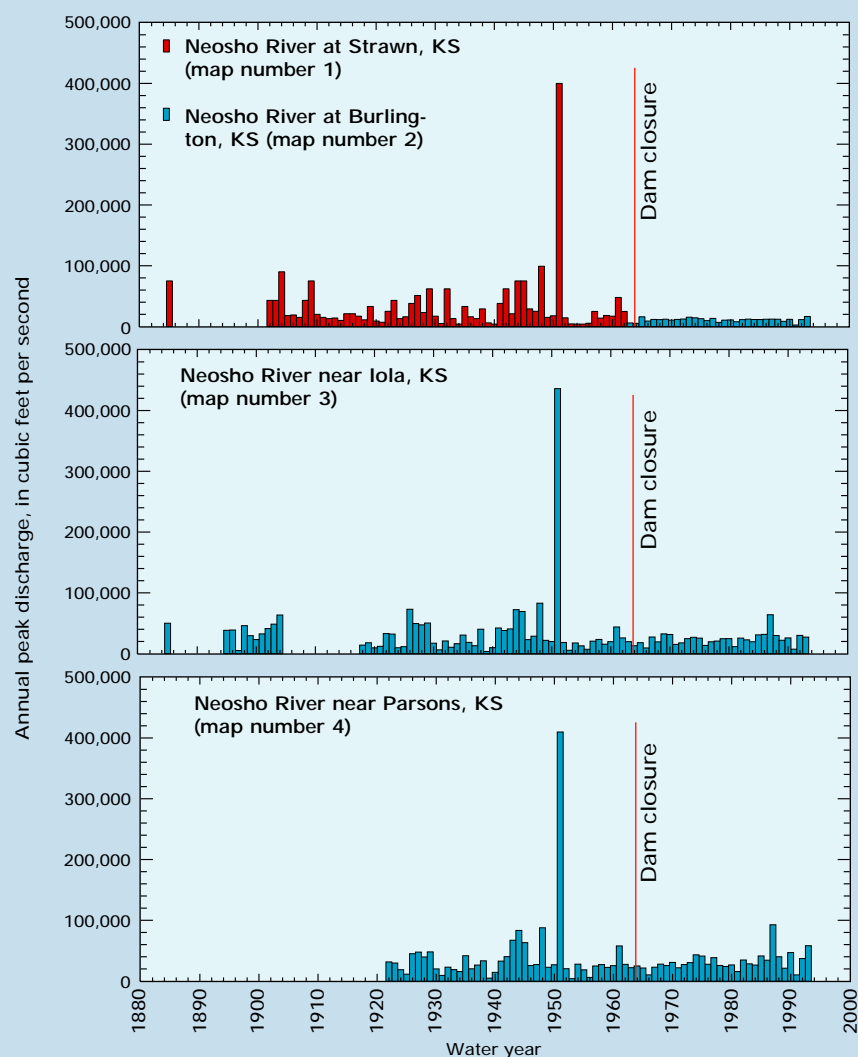 Annual peak discharge, in cubic feet per second
500,000
400,000
300,000
200,000
100,000
0
Neosho River at Strawn, KS
(map number 1)
Neosho River at Burling-
ton, KS (map number 2)
Dam closure
500,000
400,000
300,000
200,000
100,000
0
Neosho River near Iola, KS
(map number 3)
Dam closure
500,000
400,000
300,000
200,000
100,000
0
Neosho River near Parsons, KS
(map number 4)
Dam closure
1880
1890
1900
1910
1920
1930
1940
1950
1960
1970
1980
1990
2000
Water year